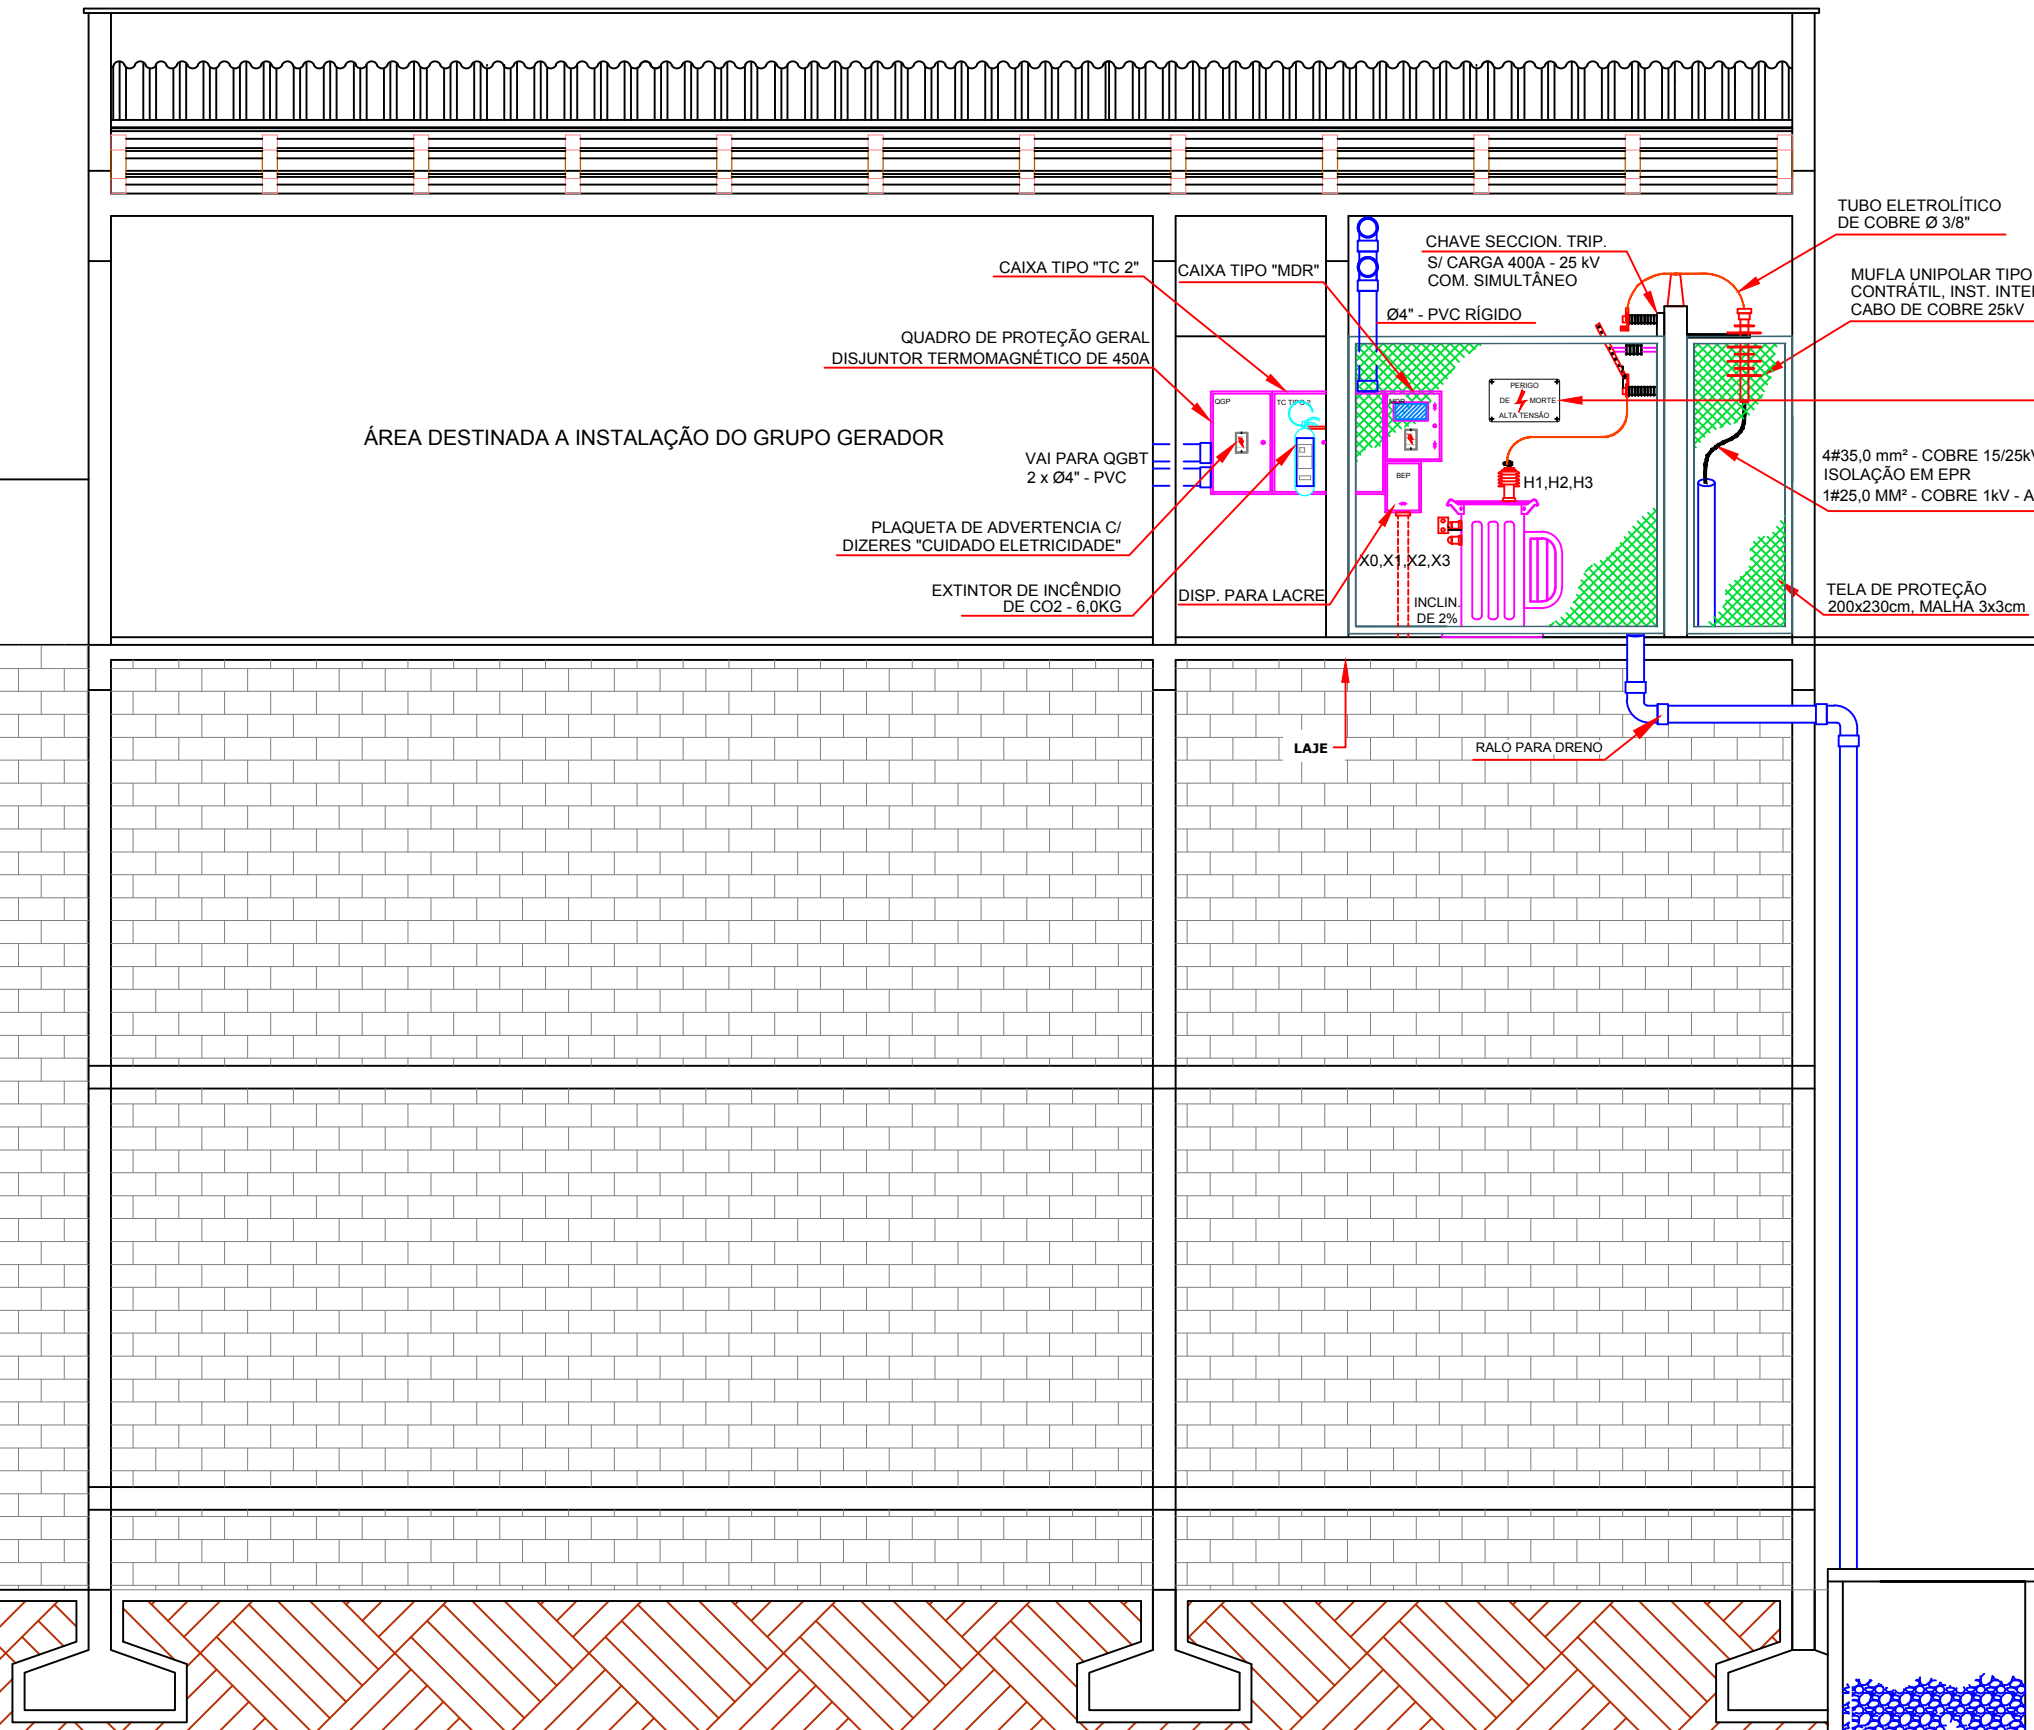 TUBO ELETROLÍTICO
DE COBRE Ø 3/8"
CHAVE SECCION. TRIP.
S/ CARGA 400A - 25 kV
COM. SIMULTÂNEO
CAIXA TIPO "TC 2"
CAIXA TIPO "MDR"
MUFLA UNIPOLAR TIPO
CONTRÁTIL, INST. INTE
CABO DE COBRE 25kV
Ø4" - PVC RÍGIDO
QUADRO DE PROTEÇÃO GERAL
DISJUNTOR TERMOMAGNÉTICO DE 450A
PERIGO
DE MORTE
ALTA TENSÃO
QGP
TC TIPO 2
MDR
ÁREA DESTINADA A INSTALAÇÃO DO GRUPO GERADOR
VAI PARA QGBT
2 x Ø4" - PVC
4#35,0 mm² - COBRE 15/25kV
ISOLAÇÃO EM EPR
1#25,0 MM² - COBRE 1kV - A
BEP
H1,H2,H3
PLAQUETA DE ADVERTENCIA C/
DIZERES "CUIDADO ELETRICIDADE"
X0,X1,X2,X3
EXTINTOR DE INCÊNDIO
DE CO2 - 6,0KG
DISP. PARA LACRE
INCLIN.
DE 2%
TELA DE PROTEÇÃO
200x230cm, MALHA 3x3cm
LAJE
RALO PARA DRENO